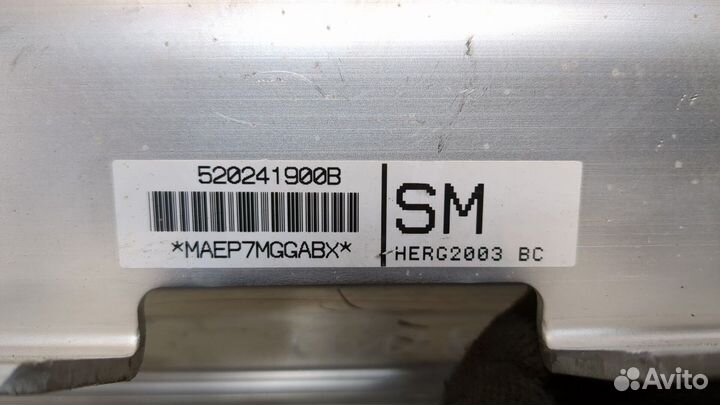 520241900B
*MAEP7MGGABX*
SM
HERG2003 BC
Avito